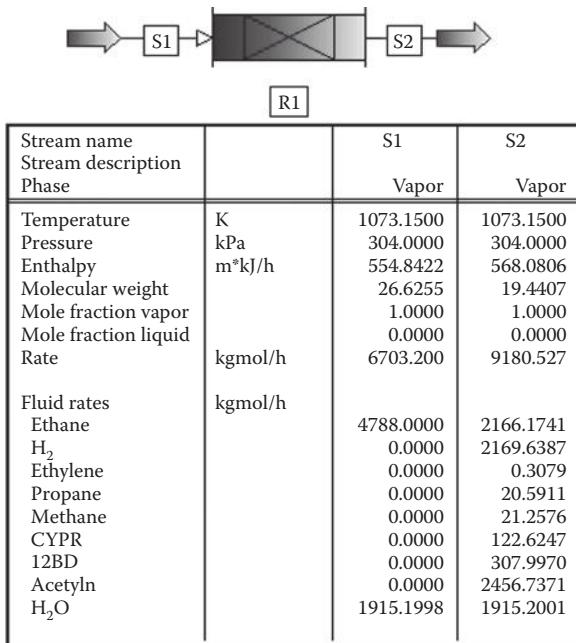 S1 S2
R1
Stream name S1 S2
Stream description
Phase Vapor Vapor
Temperature K 1073.1500 1073.1500
Pressure kPa 304.0000 304.0000
Enthalpy m*kJ/h 554.8422 568.0806
Molecular weight 26.6255 19.4407
Mole fraction vapor 1.0000 1.0000
Mole fraction liquid 0.0000 0.0000
Rate kgmol/h 6703.200 9180.527
Fluid rates kgmol/h
Ethane 4788.0000 2166.1741
H₂ 0.0000 2169.6387
Ethylene 0.0000 0.3079
Propane 0.0000 20.5911
Methane 0.0000 21.2576
CYPR 0.0000 122.6247
12BD 0.0000 307.9970
Acetyln 0.0000 2456.7371
H₂O 1915.1998 1915.2001